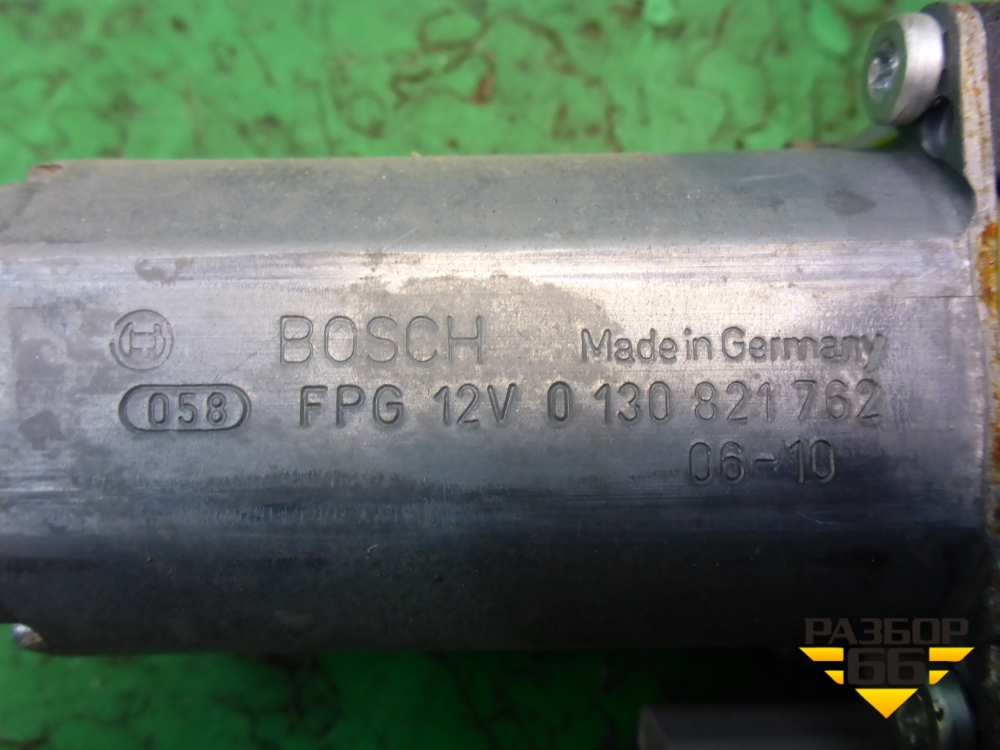 BOSCH Made in Germany
058 FPG 12V 0 130 821 762
06-10
РАЗБОР
66